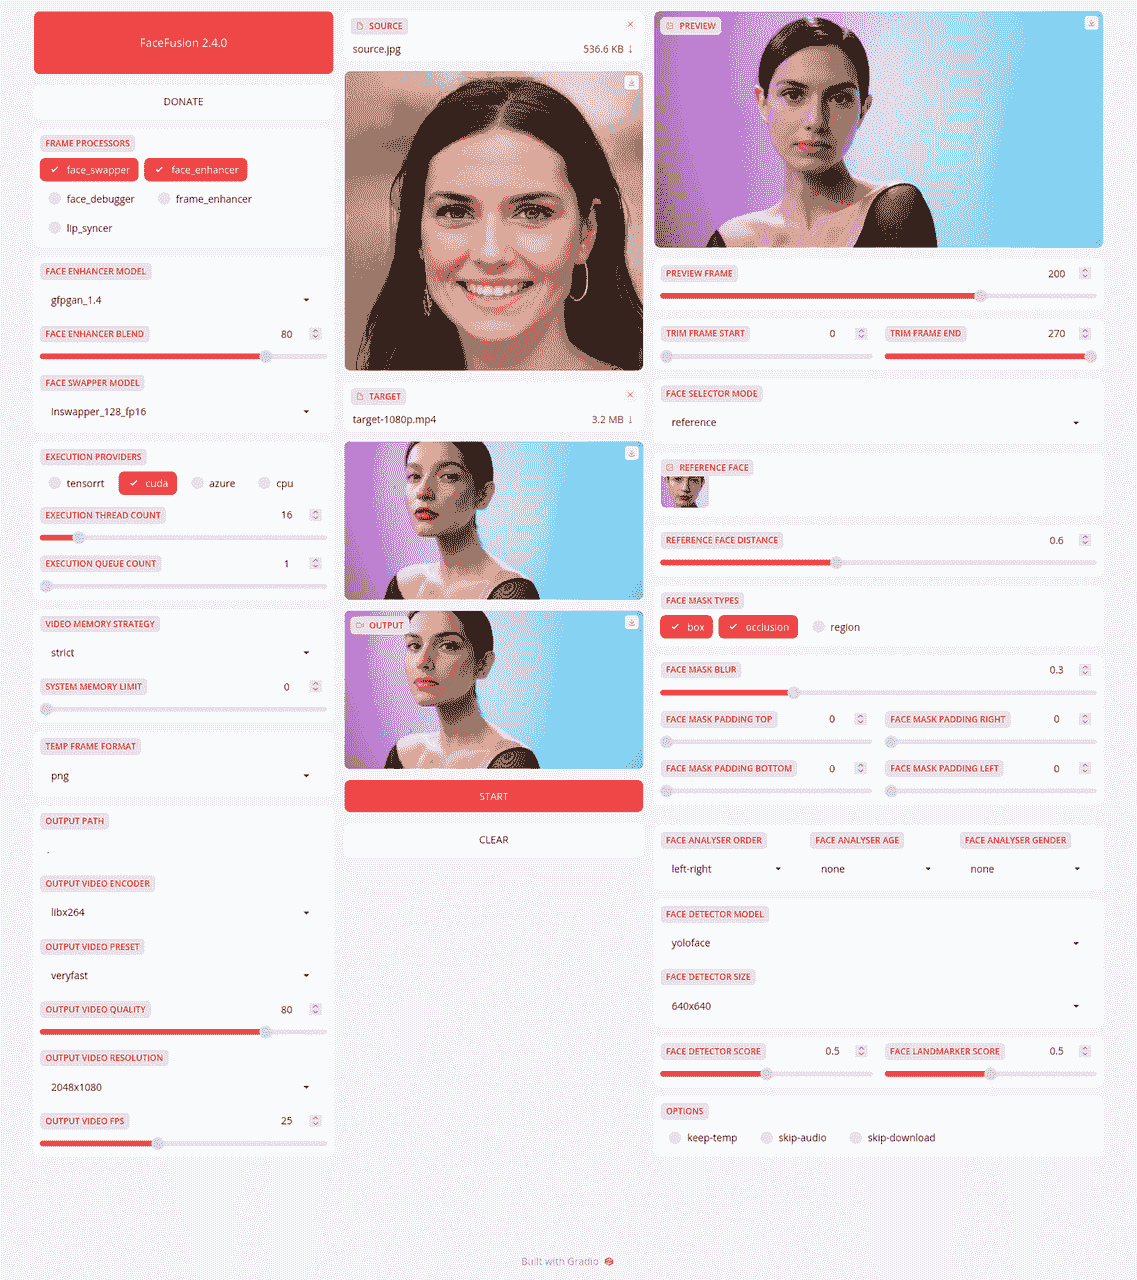 FaceFusion 2.4.0
DONATE
FRAME PROCESSORS
face_swapper face_enhancer
face_debugger frame_enhancer
lip_syncer
FACE ENHANCER MODEL
gfpgan_1.4
FACE ENHANCER BLEND 80
FACE SWAPPER MODEL
inswapper_128_fp16
EXECUTION PROVIDERS
tensorrt cuda azure cpu
EXECUTION THREAD COUNT 16
EXECUTION QUEUE COUNT 1
VIDEO MEMORY STRATEGY
strict
SYSTEM MEMORY LIMIT 0
TEMP FRAME FORMAT
png
OUTPUT PATH
.
OUTPUT VIDEO ENCODER
libx264
OUTPUT VIDEO PRESET
veryfast
OUTPUT VIDEO QUALITY 80
OUTPUT VIDEO RESOLUTION
2048x1080
OUTPUT VIDEO FPS 25
SOURCE
source.jpg 536.6 KB ↓
TARGET
target-1080p.mp4 3.2 MB ↓
OUTPUT
START
CLEAR
PREVIEW
PREVIEW FRAME 200
TRIM FRAME START 0 TRIM FRAME END 270
FACE SELECTOR MODE
reference
REFERENCE FACE
REFERENCE FACE DISTANCE 0.6
FACE MASK TYPES
box occlusion region
FACE MASK BLUR 0.3
FACE MASK PADDING TOP 0 FACE MASK PADDING RIGHT 0
FACE MASK PADDING BOTTOM 0 FACE MASK PADDING LEFT 0
FACE ANALYSER ORDER FACE ANALYSER AGE FACE ANALYSER GENDER
left-right none none
FACE DETECTOR MODEL
yoloface
FACE DETECTOR SIZE
640x640
FACE DETECTOR SCORE 0.5 FACE LANDMARKER SCORE 0.5
OPTIONS
keep-temp skip-audio skip-download
Built with Gradio